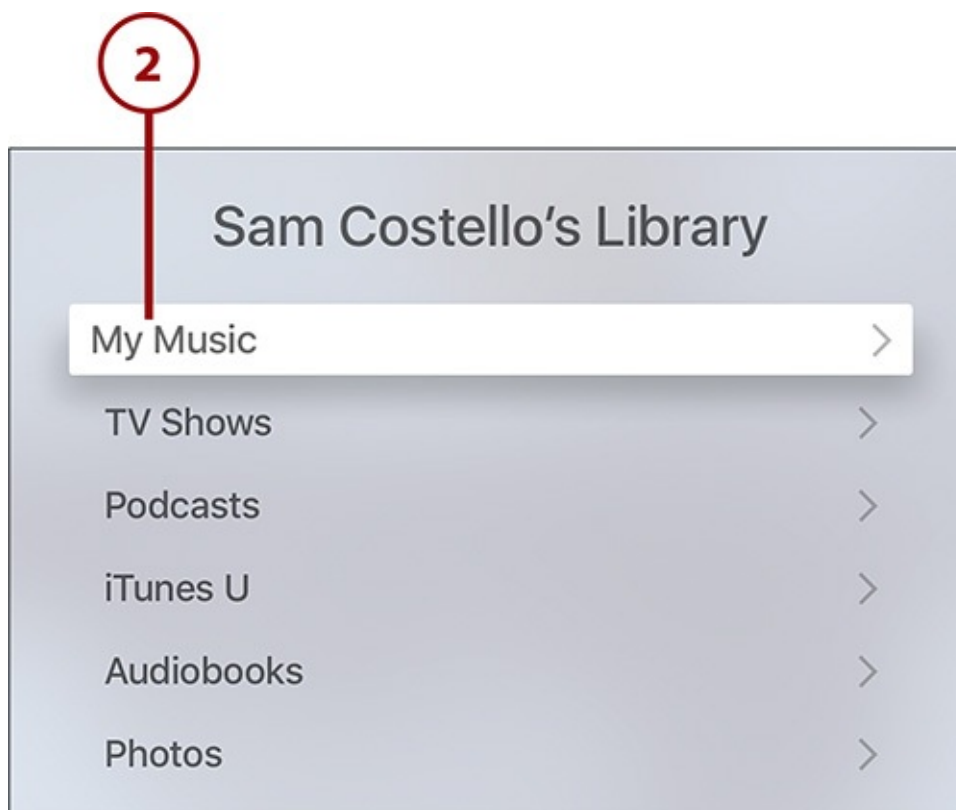 2
Sam Costello’s Library
My Music
TV Shows
Podcasts
iTunes U
Audiobooks
Photos